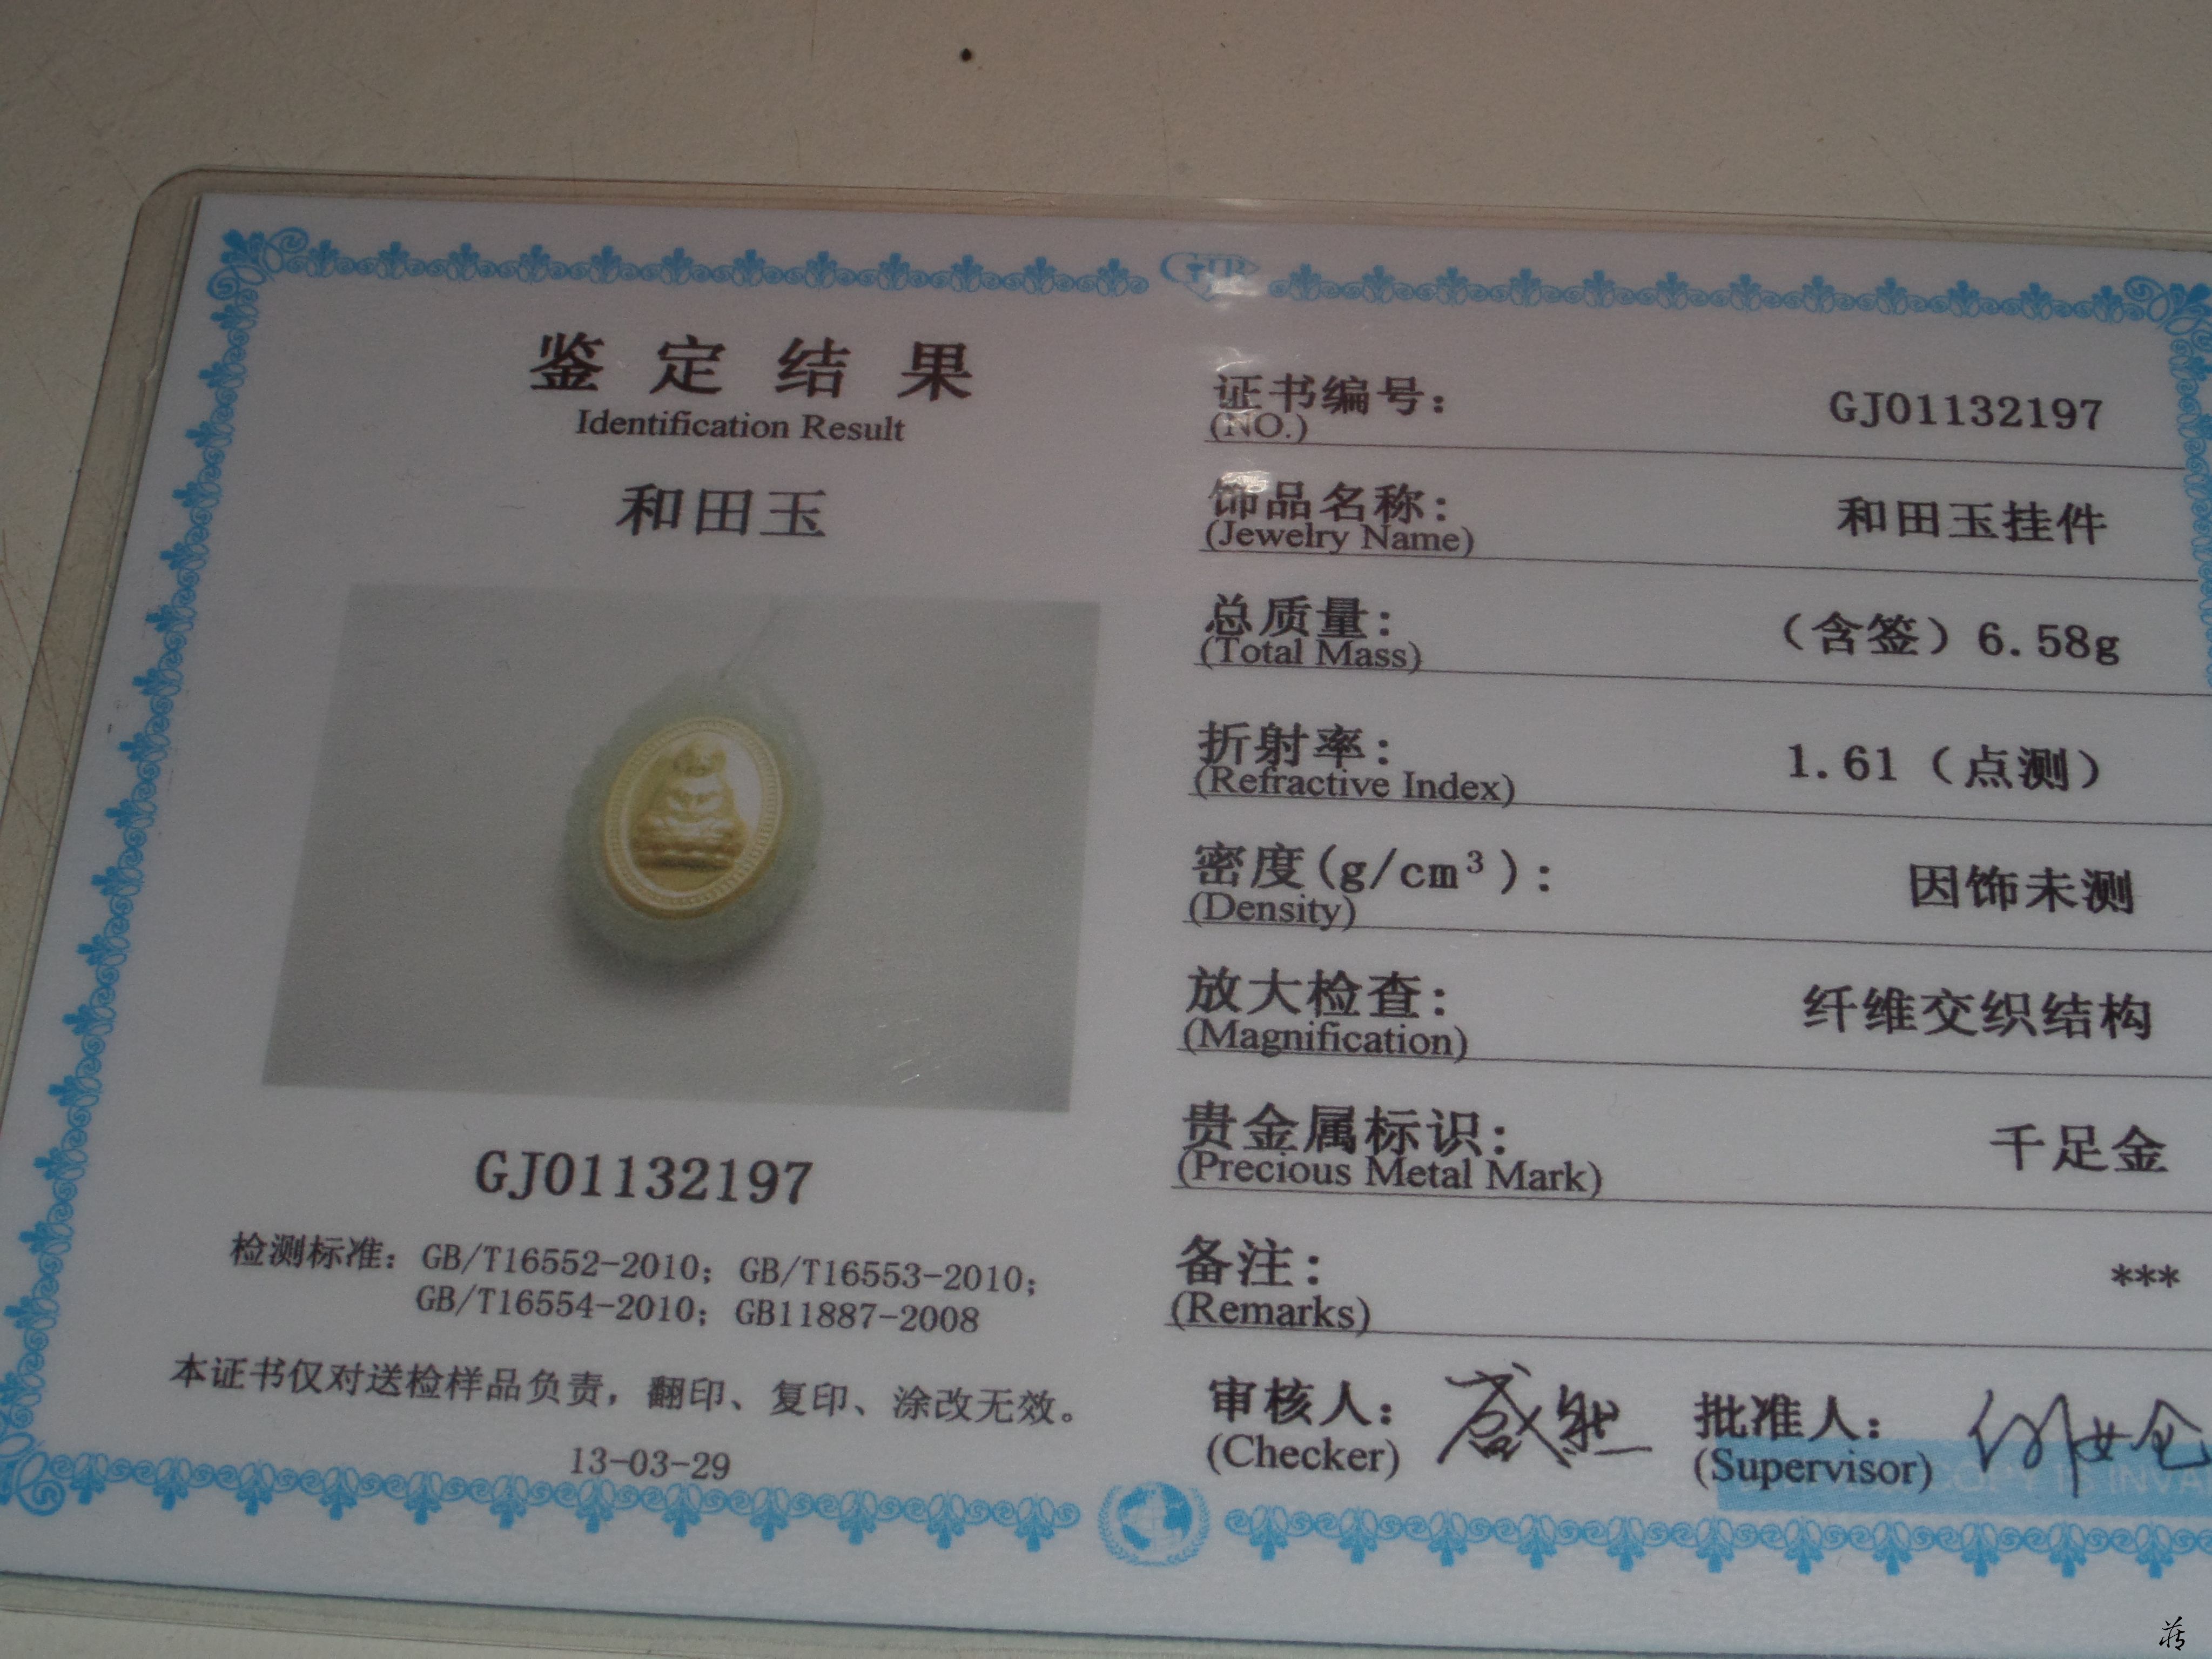 鉴定结果
Identification Result
和田玉
GJ01132197
检测标准：GB/T16552-2010；GB/T16553-2010；
GB/T16554-2010；GB11887-2008
本证书仅对送检样品负责，翻印、复印、涂改无效。
13-03-29
证书编号： GJ01132197
(NO.)
饰品名称： 和田玉挂件
(Jewelry Name)
总质量： （含签）6.58g
(Total Mass)
折射率： 1.61（点测）
(Refractive Index)
密度(g/cm³)： 因饰未测
(Density)
放大检查： 纤维交织结构
(Magnification)
贵金属标识： 千足金
(Precious Metal Mark)
备注： ***
(Remarks)
审核人： 批准人：
(Checker) (Supervisor)
COPY IS INVA